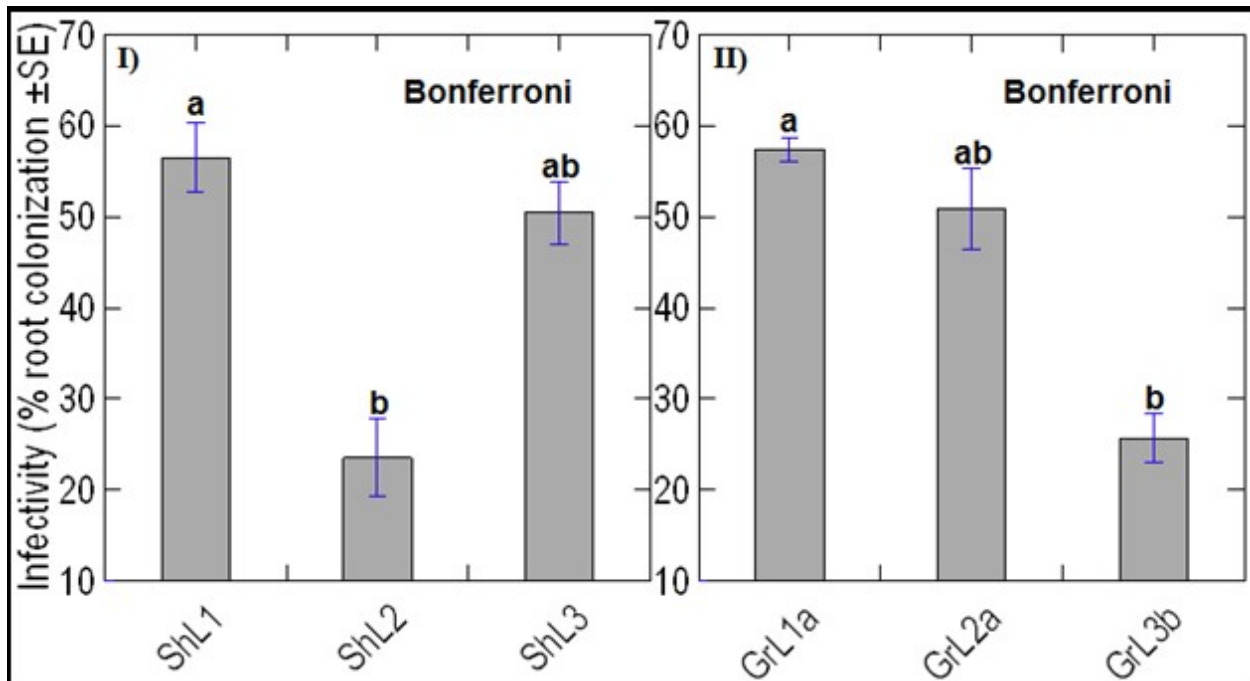 Infectivity (% root colonization ±SE)
70
60
50
40
30
20
10
I)
Bonferroni
a
b
ab
ShL1
ShL2
ShL3
70
60
50
40
30
20
10
II)
Bonferroni
a
ab
b
GrL1a
GrL2a
GrL3b